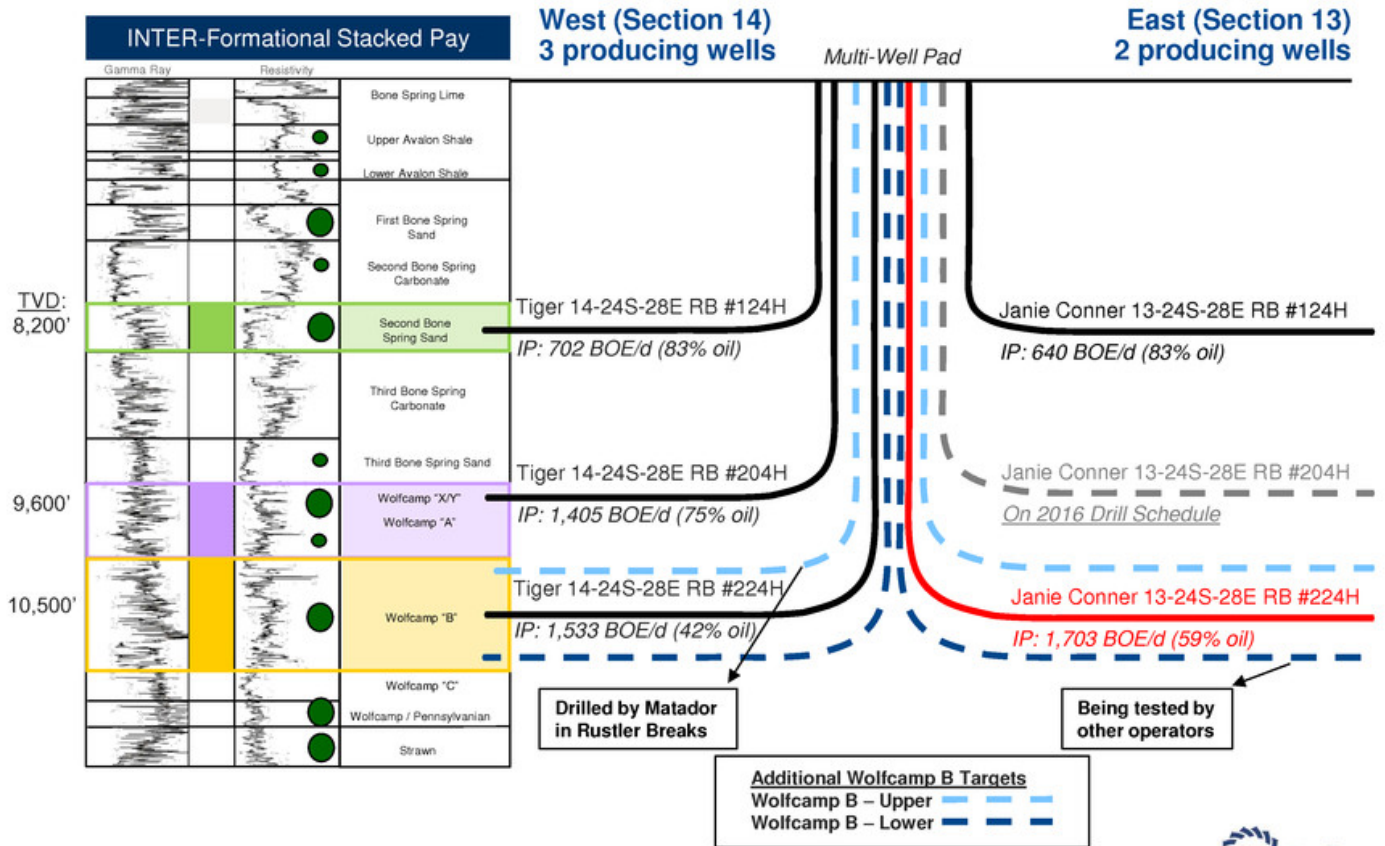 INTER-Formational Stacked Pay
West (Section 14)
3 producing wells
Multi-Well Pad
East (Section 13)
2 producing wells
Gamma Ray
Resistivity
Bone Spring Lime
Upper Avalon Shale
Lower Avalon Shale
First Bone Spring
Sand
Second Bone Spring
Carbonate
TVD:
8,200'
Second Bone
Spring Sand
Tiger 14-24S-28E RB #124H
IP: 702 BOE/d (83% oil)
Janie Conner 13-24S-28E RB #124H
IP: 640 BOE/d (83% oil)
Third Bone Spring
Carbonate
Third Bone Spring Sand
9,600'
Wolfcamp "X/Y"
Wolfcamp "A"
Tiger 14-24S-28E RB #204H
IP: 1,405 BOE/d (75% oil)
Janie Conner 13-24S-28E RB #204H
On 2016 Drill Schedule
10,500'
Wolfcamp "B"
Tiger 14-24S-28E RB #224H
IP: 1,533 BOE/d (42% oil)
Janie Conner 13-24S-28E RB #224H
IP: 1,703 BOE/d (59% oil)
Wolfcamp "C"
Wolfcamp / Pennsylvanian
Strawn
Drilled by Matador
in Rustler Breaks
Being tested by
other operators
Additional Wolfcamp B Targets
Wolfcamp B – Upper
Wolfcamp B – Lower